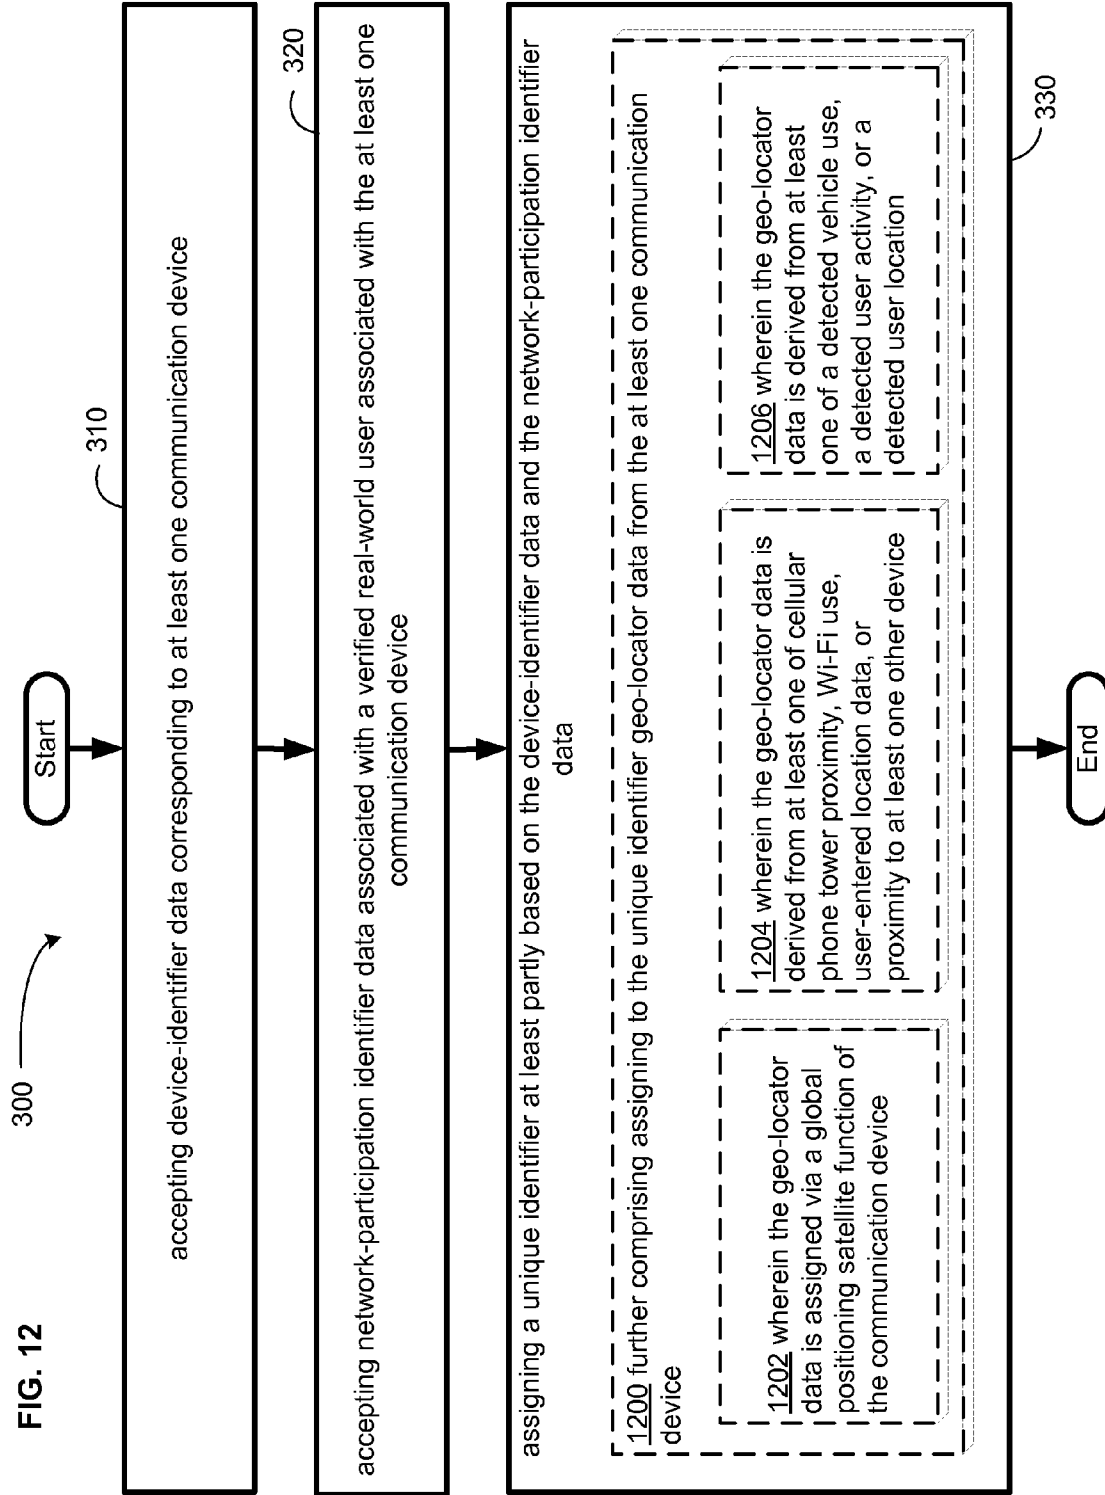 FIG. 12
300
Start
310
accepting device-identifier data corresponding to at least one communication device
320
accepting network-participation identifier data associated with a verified real-world user associated with the at least one
communication device
assigning a unique identifier at least partly based on the device-identifier data and the network-participation identifier
data
1200 further comprising assigning to the unique identifier geo-locator data from the at least one communication
device
1202 wherein the geo-locator
data is assigned via a global
positioning satellite function of
the communication device
1204 wherein the geo-locator data is
derived from at least one of cellular
phone tower proximity, Wi-Fi use,
user-entered location data, or
proximity to at least one other device
1206 wherein the geo-locator
data is derived from at least
one of a detected vehicle use,
a detected user activity, or a
detected user location
330
End